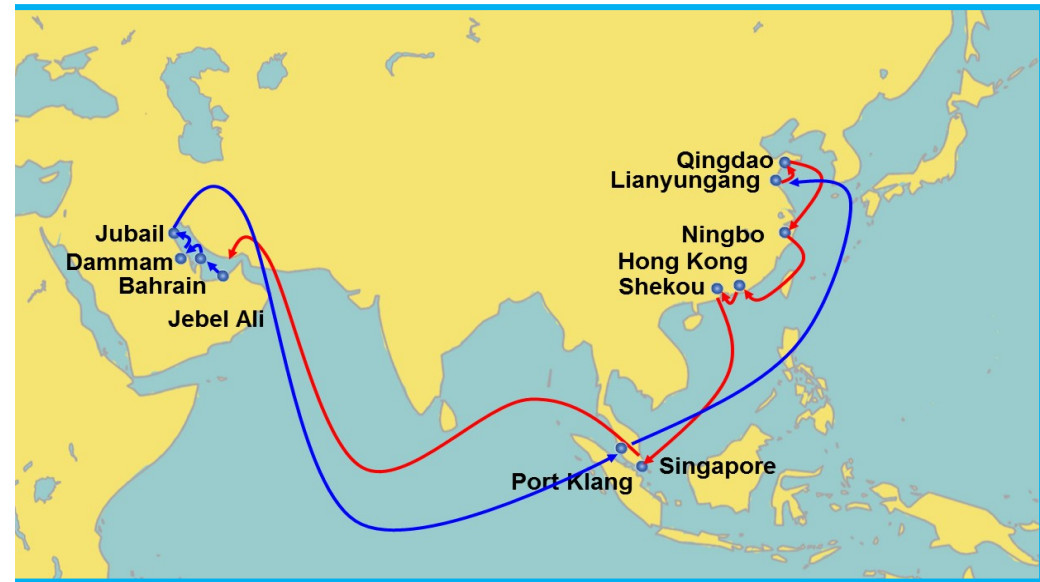 Qingdao
Lianyungang
Jubail
Ningbo
Dammam
Hong Kong
Bahrain
Shekou
Jebel Ali
Singapore
Port Klang